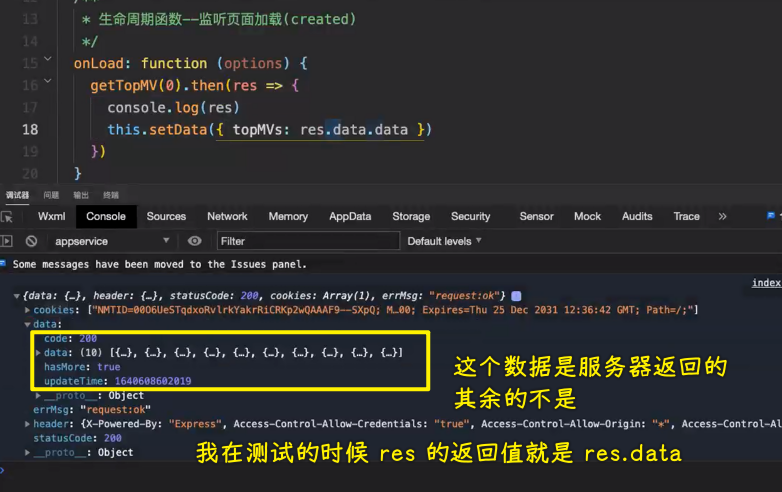 13 * 生命周期函数--监听页面加载(created)
14 */
15 onLoad: function (options) {
16 getTopMV(0).then(res => {
17 console.log(res)
18 this.setData({ topMVs: res.data.data })
19 })
20 }
调试器 问题 输出 终端
Wxml Console Sources Network Memory AppData Storage Security Sensor Mock Audits Trace »
appservice ▼ Filter Default levels ▼
Some messages have been moved to the Issues panel.
index
▼{data: {…}, header: {…}, statusCode: 200, cookies: Array(1), errMsg: "request:ok"}
▶cookies: ["NMTID=00O6UeSTqdxoRvlrkYakrRiCRKp2wQAAAF9--SXpQ; M…00; Expires=Thu 25 Dec 2031 12:36:42 GMT; Path=/;"]
▼data:
code: 200
▶data: (10) [{…}, {…}, {…}, {…}, {…}, {…}, {…}, {…}, {…}, {…}]
hasMore: true
updateTime: 1640608602019
▶__proto__: Object
这个数据是服务器返回的
其余的不是
errMsg: "request:ok"
▶header: {X-Powered-By: "Express", Access-Control-Allow-Credentials: "true", Access-Control-Allow-Origin: "*", Access-Control-Al
statusCode: 200
▶__proto__: Object
我在测试的时候 res 的返回值就是 res.data